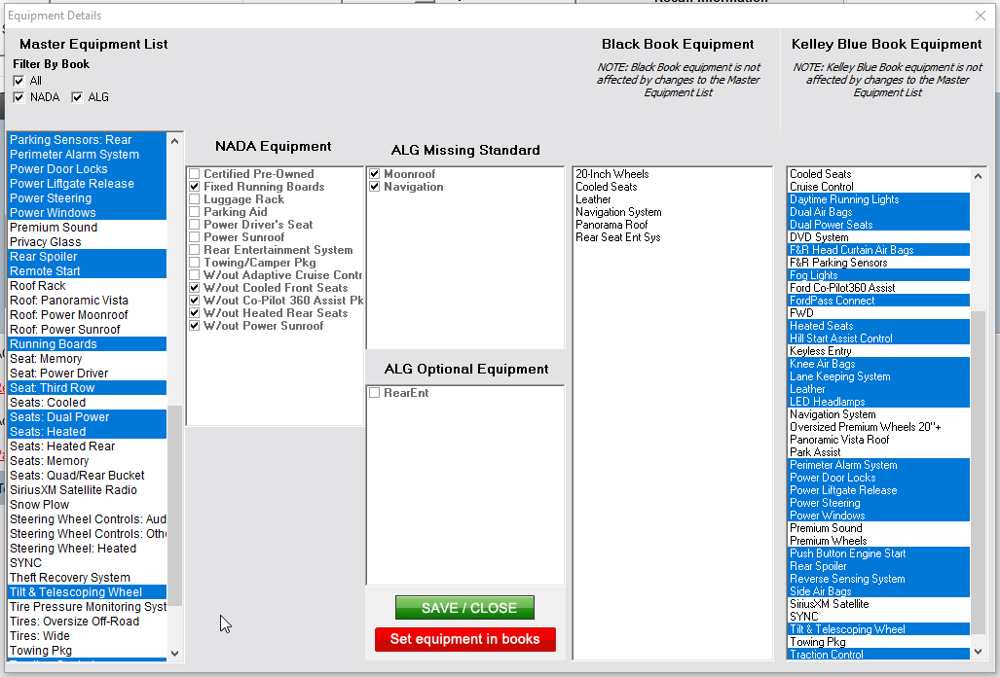 Recall Information
Equipment Details
Master Equipment List
Filter By Book
All
NADA
ALG
Black Book Equipment
NOTE: Black Book equipment is not
affected by changes to the Master
Equipment List
Kelley Blue Book Equipment
NOTE: Kelley Blue Book equipment is not
affected by changes to the Master
Equipment List
Parking Sensors: Rear
Perimeter Alarm System
Power Door Locks
Power Liftgate Release
Power Steering
Power Windows
Premium Sound
Privacy Glass
Rear Spoiler
Remote Start
Roof Rack
Roof: Panoramic Vista
Roof: Power Moonroof
Roof: Power Sunroof
Running Boards
Seat: Memory
Seat: Power Driver
Seat: Third Row
Seats: Cooled
Seats: Dual Power
Seats: Heated
Seats: Heated Rear
Seats: Memory
Seats: Quad/Rear Bucket
SiriusXM Satellite Radio
Snow Plow
Steering Wheel Controls: Aud
Steering Wheel Controls: Othe
Steering Wheel: Heated
SYNC
Theft Recovery System
Tilt & Telescoping Wheel
Tire Pressure Monitoring Syst
Tires: Oversize Off-Road
Tires: Wide
Towing Pkg
NADA Equipment
Certified Pre-Owned
Fixed Running Boards
Luggage Rack
Parking Aid
Power Driver's Seat
Power Sunroof
Rear Entertainment System
Towing/Camper Pkg
W/out Adaptive Cruise Contr
W/out Cooled Front Seats
W/out Co-Pilot 360 Assist Pk
W/out Heated Rear Seats
W/out Power Sunroof
ALG Missing Standard
Moonroof
Navigation
ALG Optional Equipment
RearEnt
SAVE / CLOSE
Set equipment in books
20-Inch Wheels
Cooled Seats
Leather
Navigation System
Panorama Roof
Rear Seat Ent Sys
Cooled Seats
Cruise Control
Daytime Running Lights
Dual Air Bags
Dual Power Seats
DVD System
F&R Head Curtain Air Bags
F&R Parking Sensors
Fog Lights
Ford Co-Pilot360 Assist
FordPass Connect
FWD
Heated Seats
Hill Start Assist Control
Keyless Entry
Knee Air Bags
Lane Keeping System
Leather
LED Headlamps
Navigation System
Oversized Premium Wheels 20"+
Panoramic Vista Roof
Park Assist
Perimeter Alarm System
Power Door Locks
Power Liftgate Release
Power Steering
Power Windows
Premium Sound
Premium Wheels
Push Button Engine Start
Rear Spoiler
Reverse Sensing System
Side Air Bags
SiriusXM Satellite
SYNC
Tilt & Telescoping Wheel
Towing Pkg
Traction Control